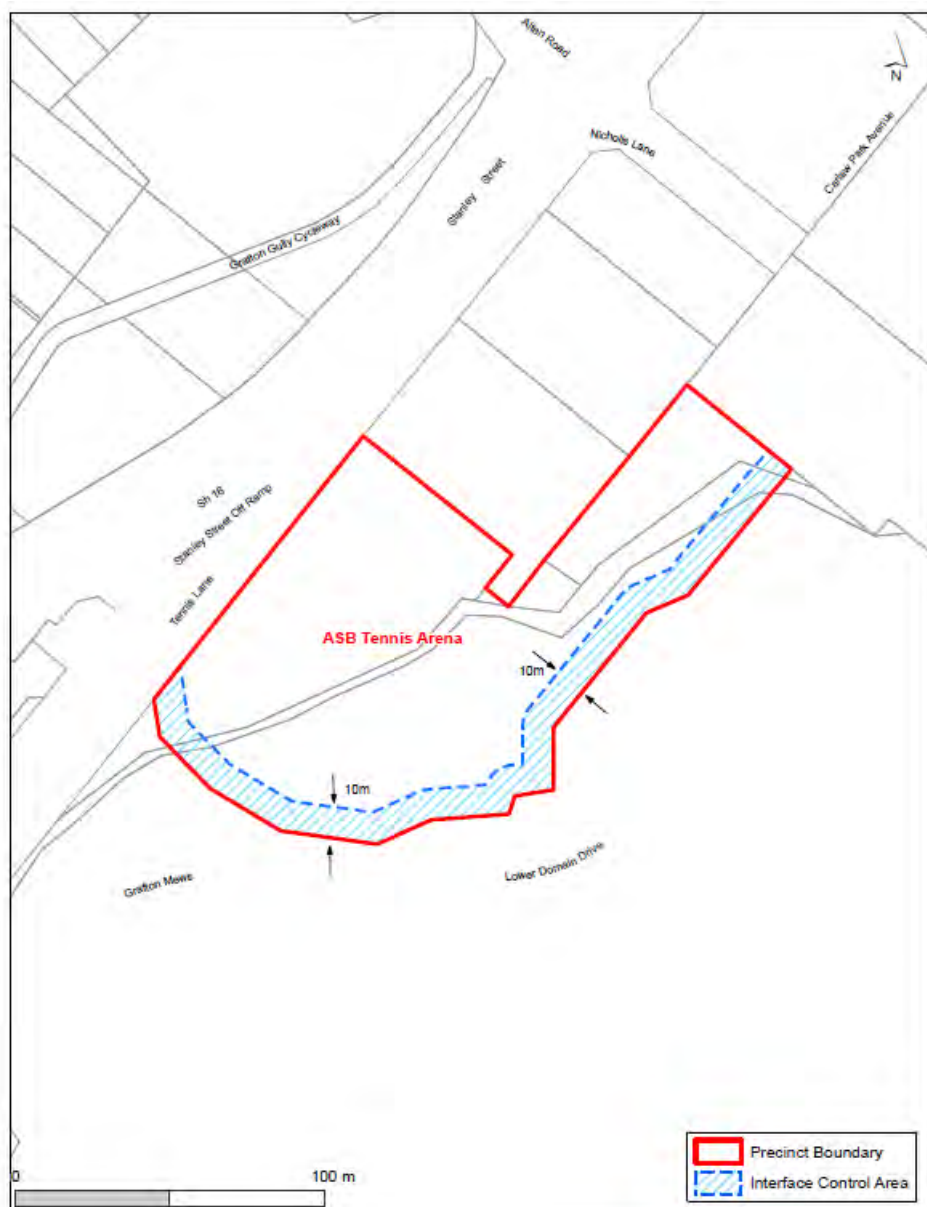 Alten Road
N
Nicholls Lane
Carlaw Park Avenue
Stanley Street
Grafton Gully Cycleway
Sh 16
Stanley Street Off Ramp
Tennis Lane
ASB Tennis Arena
10m
10m
Grafton Mews
Lower Domain Drive
0 100 m
Precinct Boundary
Interface Control Area